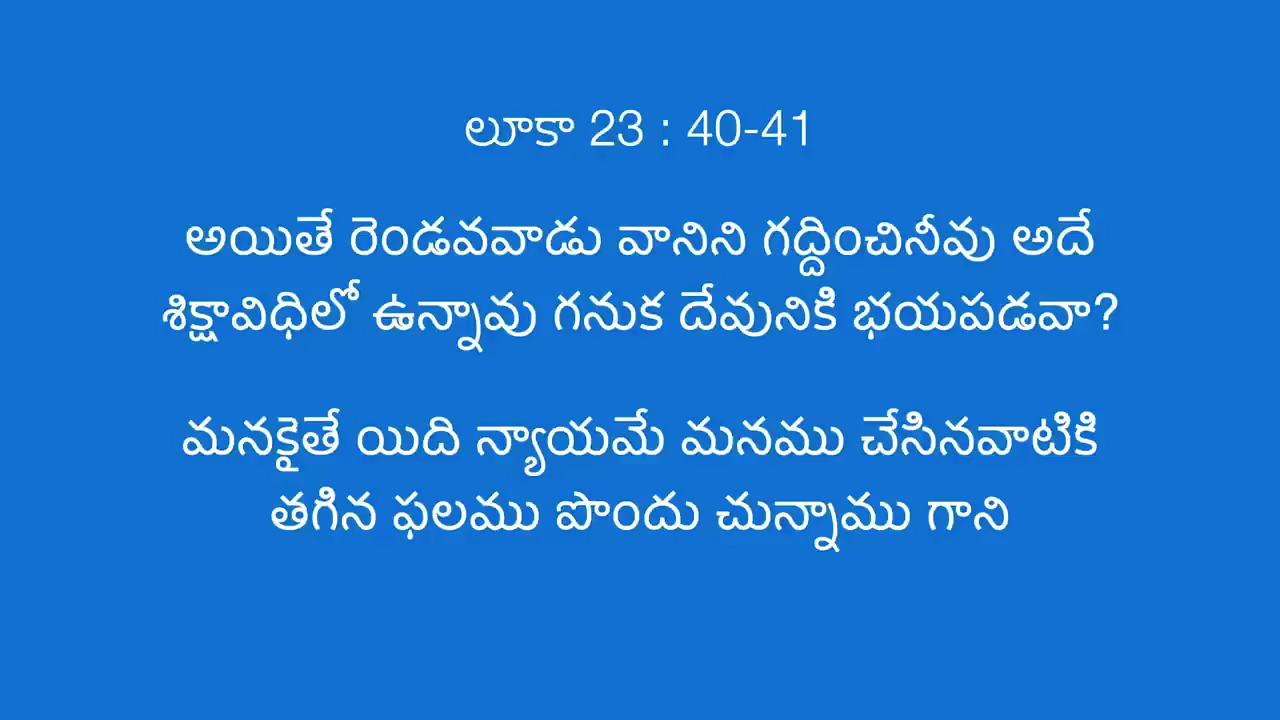 లూకా 23 : 40-41
అయితే రెండవవాడు వానిని గద్దించినీవు అదే
శిక్షావిధిలో ఉన్నావు గనుక దేవునికి భయపడవా?
మనకైతే యిది న్యాయమే మనము చేసినవాటికి
తగిన ఫలము పొందు చున్నాము గాని